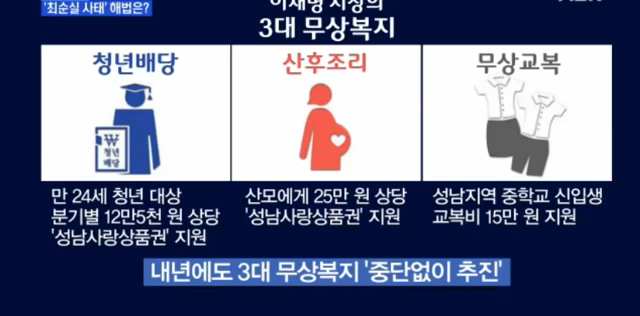 '최순실 사태' 해법은?
이재명 시장의
3대 무상복지
청년배당
산후조리
무상교복
₩
청년
배당
만 24세 청년 대상
분기별 12만5천 원 상당
'성남사랑상품권' 지원
산모에게 25만 원 상당
'성남사랑상품권' 지원
성남지역 중학교 신입생
교복비 15만 원 지원
내년에도 3대 무상복지 '중단없이 추진'